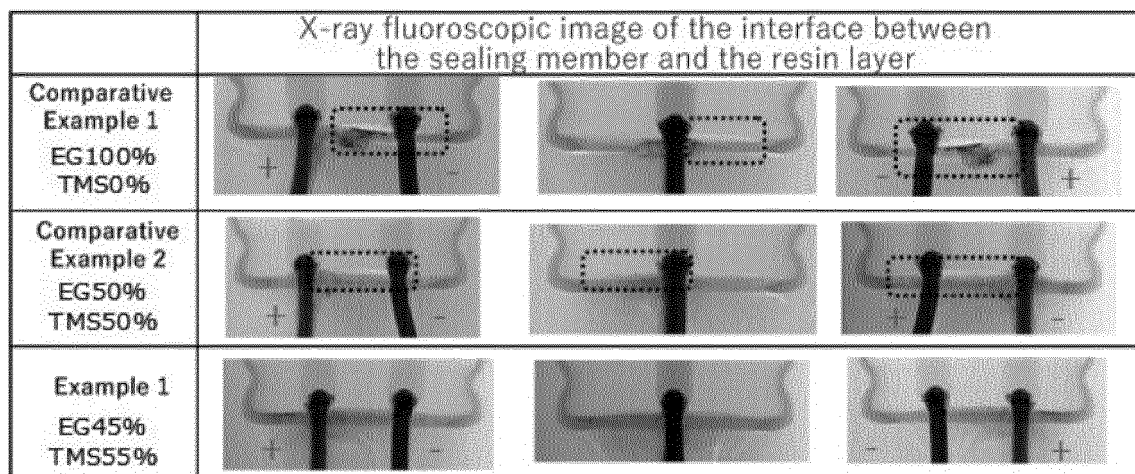 X-ray fluoroscopic image of the interface between
the sealing member and the resin layer
Comparative
Example 1
EG100%
TMS0%
+ -
- +
Comparative
Example 2
EG50%
TMS50%
+ -
+ -
Example 1
EG45%
TMS55%
+ -
- +